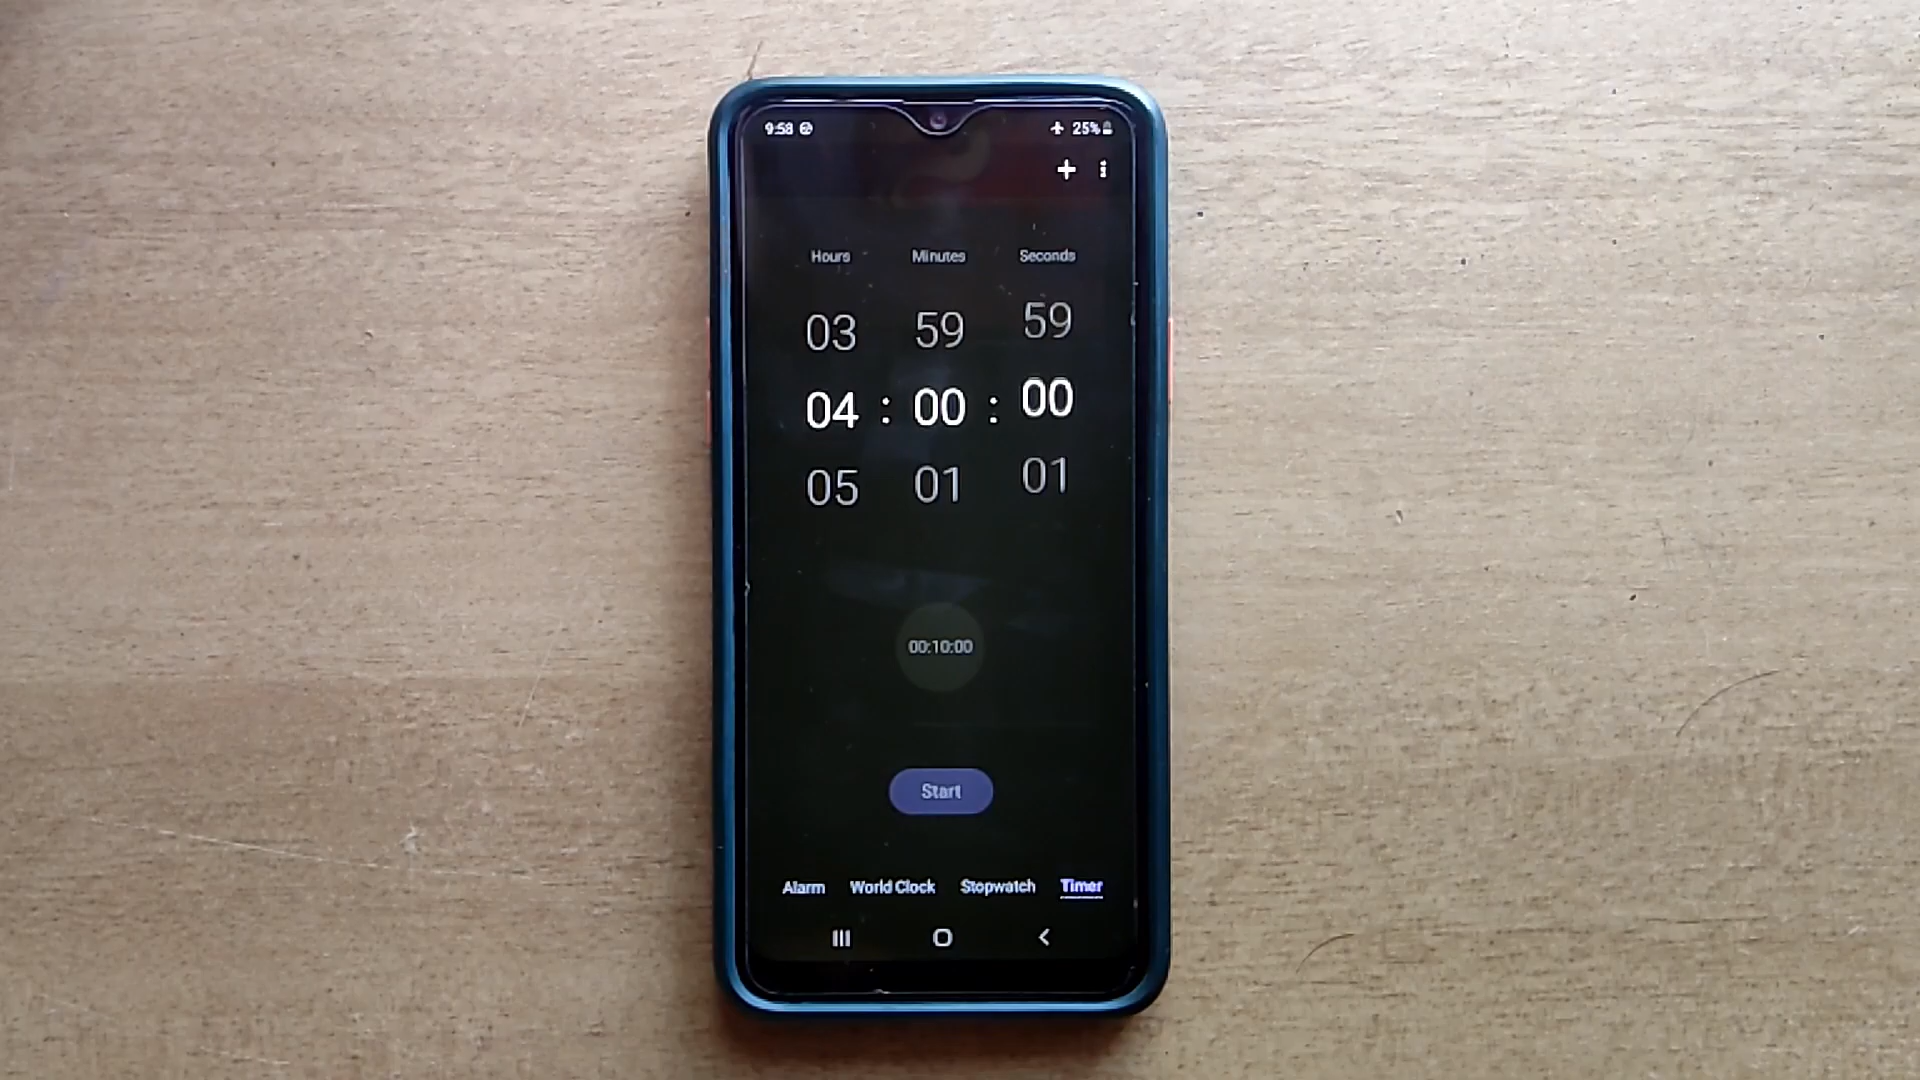 9:58 25%
Hours Minutes Seconds
03 59 59
04 : 00 : 00
05 01 01
00:10:00
Start
Alarm World Clock Stopwatch Timer